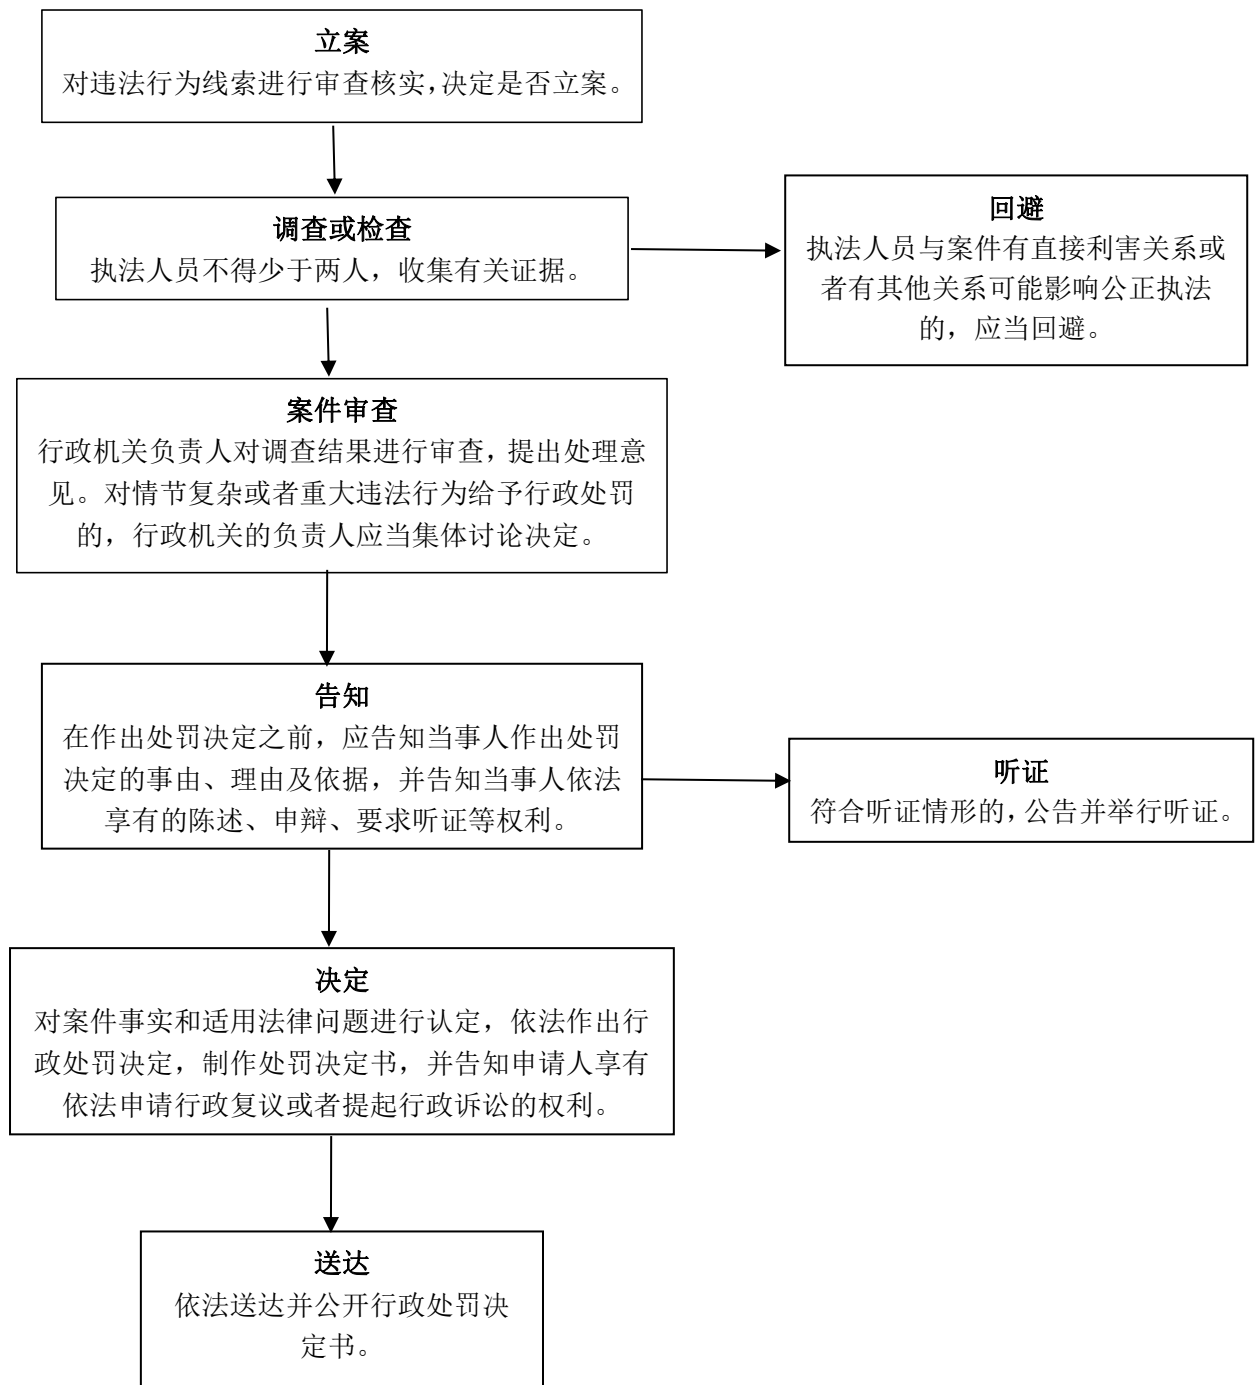 立案
对违法行为线索进行审查核实，决定是否立案。
调查或检查
执法人员不得少于两人，收集有关证据。
回避
执法人员与案件有直接利害关系或
者有其他关系可能影响公正执法
的，应当回避。
案件审查
行政机关负责人对调查结果进行审查，提出处理意
见。对情节复杂或者重大违法行为给予行政处罚
的，行政机关的负责人应当集体讨论决定。
告知
在作出处罚决定之前，应告知当事人作出处罚
决定的事由、理由及依据，并告知当事人依法
享有的陈述、申辩、要求听证等权利。
听证
符合听证情形的，公告并举行听证。
决定
对案件事实和适用法律问题进行认定，依法作出行
政处罚决定，制作处罚决定书，并告知申请人享有
依法申请行政复议或者提起行政诉讼的权利。
送达
依法送达并公开行政处罚决
定书。